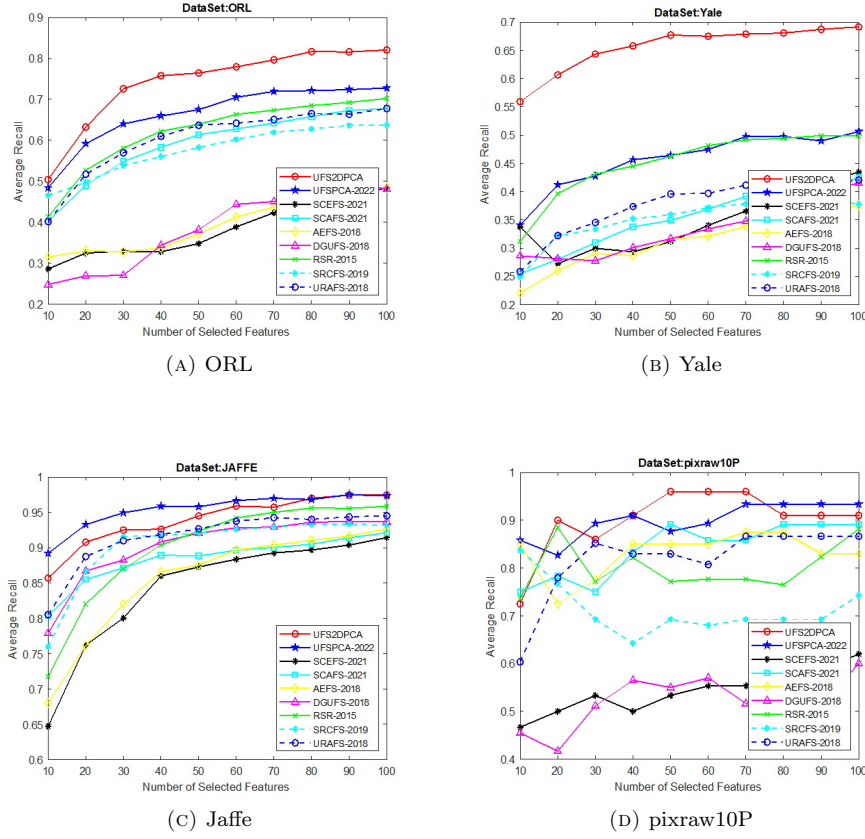 DataSet:ORL
0.9
0.8
0.7
0.6
0.5
0.4
0.3
0.2
Average Recall
UFS2DPCA
UFSPCA-2022
SCEFS-2021
SCAFS-2021
AEFS-2018
DGUFS-2018
RSR-2015
SRCFS-2019
URAFS-2018
10 20 30 40 50 60 70 80 90 100
Number of Selected Features
(A) ORL
DataSet:Yale
0.7
0.65
0.6
0.55
0.5
0.45
0.4
0.35
0.3
0.25
0.2
Average Recall
UFS2DPCA
UFSPCA-2022
SCEFS-2021
SCAFS-2021
AEFS-2018
DGUFS-2018
RSR-2015
SRCFS-2019
URAFS-2018
10 20 30 40 50 60 70 80 90 100
Number of Selected Features
(B) Yale
DataSet:JAFFE
1
0.95
0.9
0.85
0.8
0.75
0.7
0.65
0.6
Average Recall
UFS2DPCA
UFSPCA-2022
SCEFS-2021
SCAFS-2021
AEFS-2018
DGUFS-2018
RSR-2015
SRCFS-2019
URAFS-2018
10 20 30 40 50 60 70 80 90 100
Number of Selected Features
(C) Jaffe
DataSet:pixraw10P
1
0.9
0.8
0.7
0.6
0.5
0.4
Average Recall
UFS2DPCA
UFSPCA-2022
SCEFS-2021
SCAFS-2021
AEFS-2018
DGUFS-2018
RSR-2015
SRCFS-2019
URAFS-2018
10 20 30 40 50 60 70 80 90 100
Number of Selected Features
(D) pixraw10P